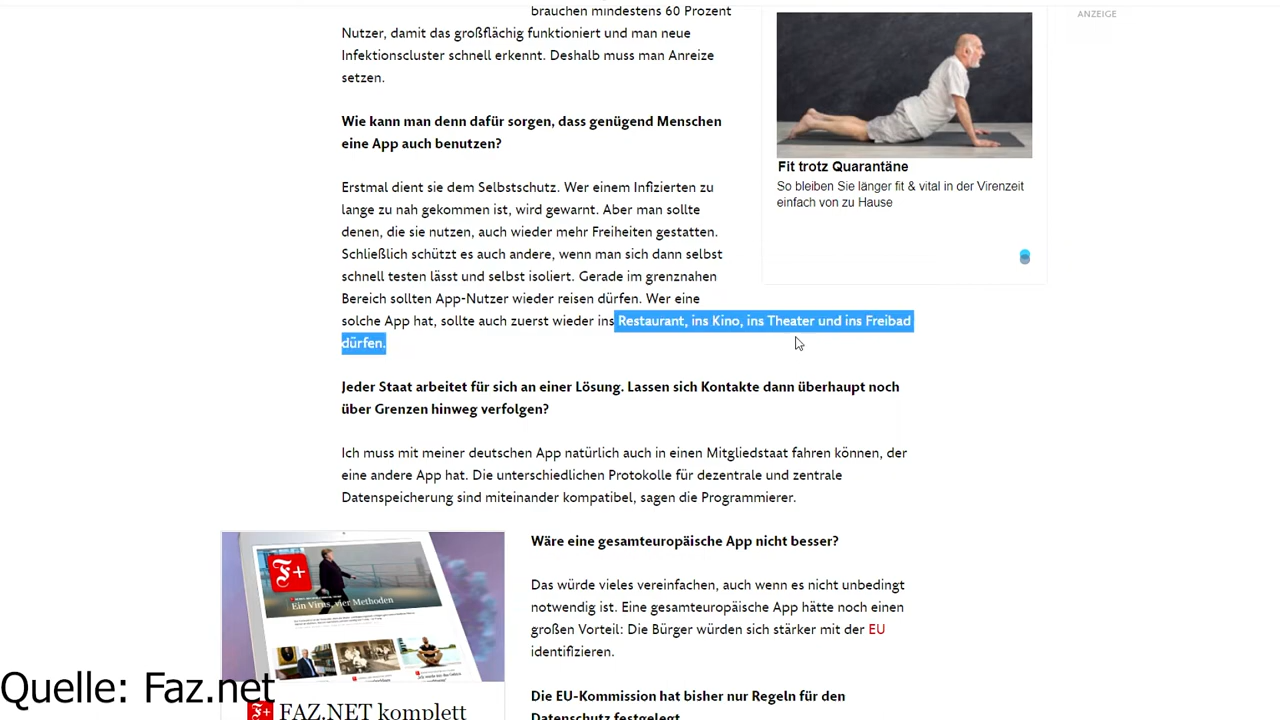 brauchen mindestens 60 Prozent
Nutzer, damit das großflächig funktioniert und man neue
Infektionscluster schnell erkennt. Deshalb muss man Anreize
setzen.
Wie kann man denn dafür sorgen, dass genügend Menschen
eine App auch benutzen?
Erstmal dient sie dem Selbstschutz. Wer einem Infizierten zu
lange zu nah gekommen ist, wird gewarnt. Aber man sollte
denen, die sie nutzen, auch wieder mehr Freiheiten gestatten.
Schließlich schützt es auch andere, wenn man sich dann selbst
schnell testen lässt und selbst isoliert. Gerade im grenznahen
Bereich sollten App-Nutzer wieder reisen dürfen. Wer eine
solche App hat, sollte auch zuerst wieder ins Restaurant, ins Kino, ins Theater und ins Freibad
dürfen.
Jeder Staat arbeitet für sich an einer Lösung. Lassen sich Kontakte dann überhaupt noch
über Grenzen hinweg verfolgen?
Ich muss mit meiner deutschen App natürlich auch in einen Mitgliedstaat fahren können, der
eine andere App hat. Die unterschiedlichen Protokolle für dezentrale und zentrale
Datenspeicherung sind miteinander kompatibel, sagen die Programmierer.
Wäre eine gesamteuropäische App nicht besser?
Das würde vieles vereinfachen, auch wenn es nicht unbedingt
notwendig ist. Eine gesamteuropäische App hätte noch einen
großen Vorteil: Die Bürger würden sich stärker mit der EU
identifizieren.
Die EU-Kommission hat bisher nur Regeln für den
Datenschutz festgelegt
ANZEIGE
Fit trotz Quarantäne
So bleiben Sie länger fit & vital in der Virenzeit
einfach von zu Hause
F+
Ein Virus, vier Methoden
F+ FAZ.NET komplett
Quelle: Faz.net